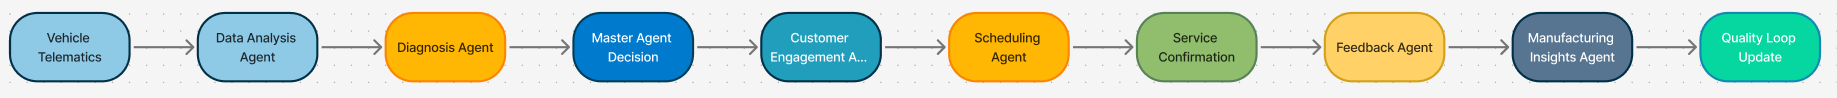 Vehicle
Telematics
Data Analysis
Agent
Diagnosis Agent
Master Agent
Decision
Customer
Engagement A...
Scheduling
Agent
Service
Confirmation
Feedback Agent
Manufacturing
Insights Agent
Quality Loop
Update